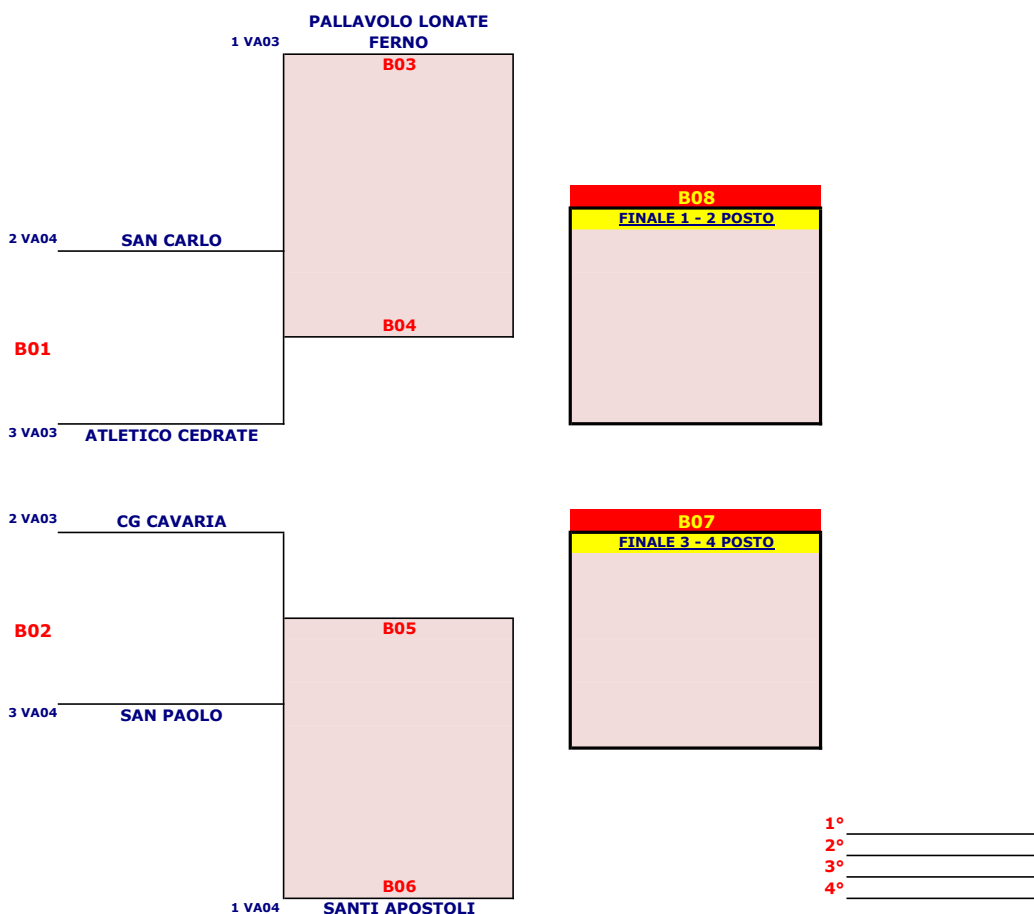 PALLAVOLO LONATE
FERNO
1 VA03
B03
B08
FINALE 1 - 2 POSTO
2 VA04
SAN CARLO
B04
B01
3 VA03
ATLETICO CEDRATE
2 VA03
CG CAVARIA
B07
FINALE 3 - 4 POSTO
B02
B05
3 VA04
SAN PAOLO
1°
2°
3°
4°
B06
1 VA04
SANTI APOSTOLI